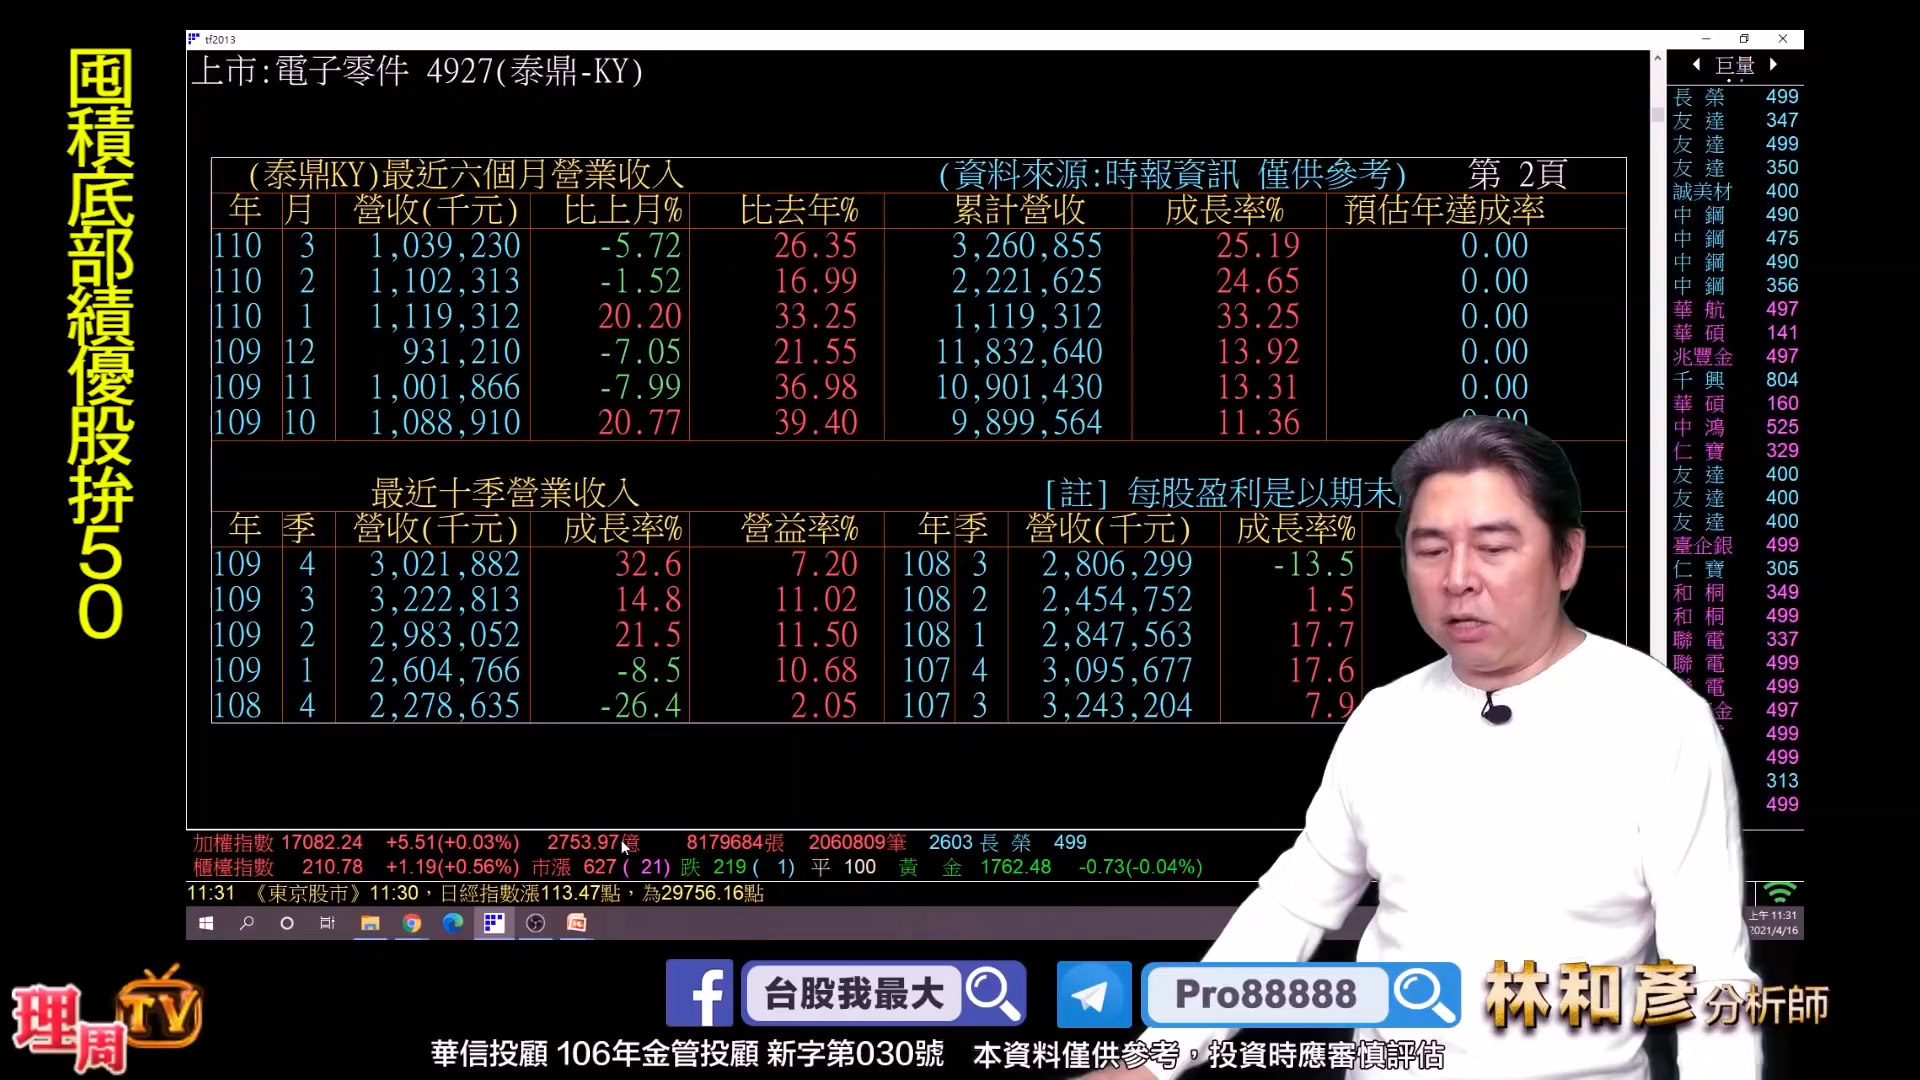 囤積底部績優股拚50
tf2013
上市:電子零件 4927(泰鼎-KY)
(泰鼎KY)最近六個月營業收入 (資料來源:時報資訊 僅供參考) 第 2頁
年 月 營收(千元) 比上月% 比去年% 累計營收 成長率% 預估年達成率
110 3 1,039,230 -5.72 26.35 3,260,855 25.19 0.00
110 2 1,102,313 -1.52 16.99 2,221,625 24.65 0.00
110 1 1,119,312 20.20 33.25 1,119,312 33.25 0.00
109 12 931,210 -7.05 21.55 11,832,640 13.92 0.00
109 11 1,001,866 -7.99 36.98 10,901,430 13.31 0.00
109 10 1,088,910 20.77 39.40 9,899,564 11.36 0.00
最近十季營業收入 [註] 每股盈利是以期末
年 季 營收(千元) 成長率% 營益率% 年 季 營收(千元) 成長率%
109 4 3,021,882 32.6 7.20 108 3 2,806,299 -13.5
109 3 3,222,813 14.8 11.02 108 2 2,454,752 1.5
109 2 2,983,052 21.5 11.50 108 1 2,847,563 17.7
109 1 2,604,766 -8.5 10.68 107 4 3,095,677 17.6
108 4 2,278,635 -26.4 2.05 107 3 3,243,204 7.9
巨量
長榮 499
友達 347
友達 499
友達 350
誠美材 400
中鋼 490
中鋼 475
中鋼 490
中鋼 356
華航 497
華碩 141
兆豐金 497
千興 804
華碩 160
中鴻 525
仁寶 329
友達 400
友達 400
友達 400
臺企銀 499
仁寶 305
和桐 349
和桐 499
聯電 337
聯電 499
電 499
金 497
499
499
313
499
加權指數 17082.24 +5.51(+0.03%) 2753.97億 8179684張 2060809筆 2603 長榮 499
櫃檯指數 210.78 +1.19(+0.56%) 市漲 627 ( 21) 跌 219 ( 1) 平 100 黃金 1762.48 -0.73(-0.04%)
11:31 《東京股市》11:30，日經指數漲113.47點，為29756.16點
上午 11:31
2021/4/16
理周TV
台股我最大
Pro88888
林和彥分析師
華信投顧 106年金管投顧 新字第030號 本資料僅供參考，投資時應審慎評估